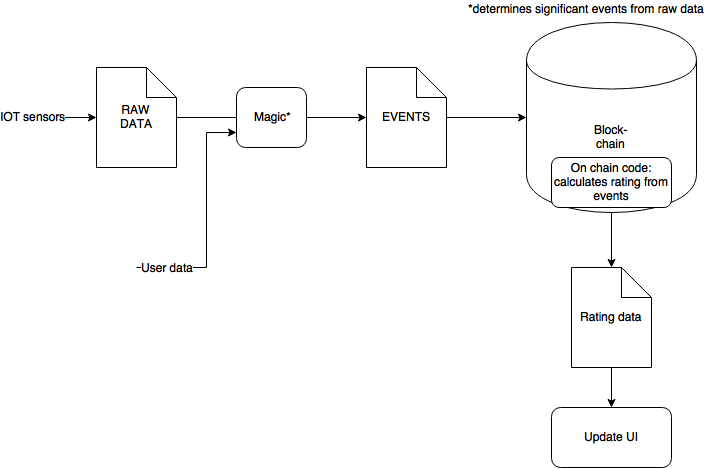 *determines significant events from raw data
IOT sensors
RAW
DATA
Magic*
EVENTS
Block-
chain
On chain code:
calculates rating from
events
-User data
Rating data
Update UI